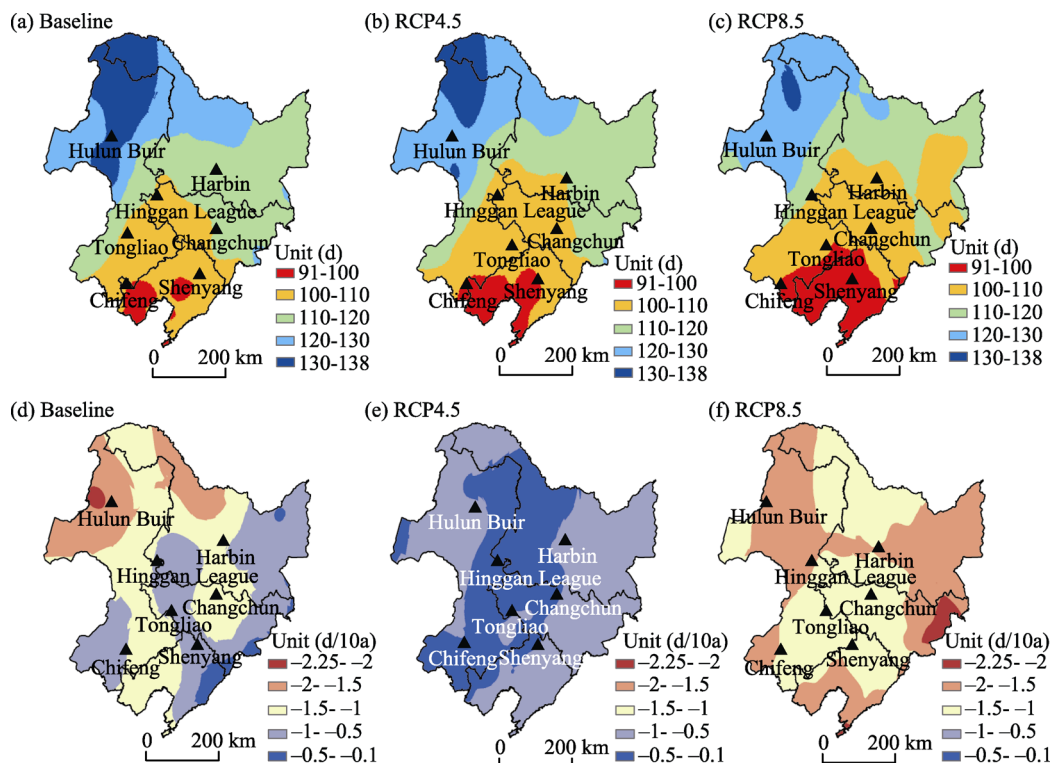 (a) Baseline
Hulun Buir
Harbin
Hinggan League
Tongliao
Changchun
Shenyang
Chifeng
Unit (d)
91-100
100-110
110-120
120-130
130-138
0 200 km
(b) RCP4.5
Hulun Buir
Harbin
Hinggan League
Changchun
Tongliao
Shenyang
Chifeng
Unit (d)
91-100
100-110
110-120
120-130
130-138
0 200 km
(c) RCP8.5
Hulun Buir
Harbin
Hinggan League
Changchun
Tongliao
Shenyang
Chifeng
Unit (d)
91-100
100-110
110-120
120-130
130-138
0 200 km
(d) Baseline
Hulun Buir
Harbin
Hinggan League
Changchun
Tongliao
Shenyang
Chifeng
Unit (d/10a)
–2.25- –2
–2- –1.5
–1.5- –1
–1- –0.5
–0.5- –0.1
0 200 km
(e) RCP4.5
Hulun Buir
Harbin
Hinggan League
Changchun
Tongliao
Chifeng
Shenyang
Unit (d/10a)
–2.25- –2
–2- –1.5
–1.5- –1
–1- –0.5
–0.5- –0.1
0 200 km
(f) RCP8.5
Hulun Buir
Harbin
Hinggan League
Changchun
Tongliao
Shenyang
Chifeng
Unit (d/10a)
–2.25- –2
–2- –1.5
–1.5- –1
–1- –0.5
–0.5- –0.1
0 200 km